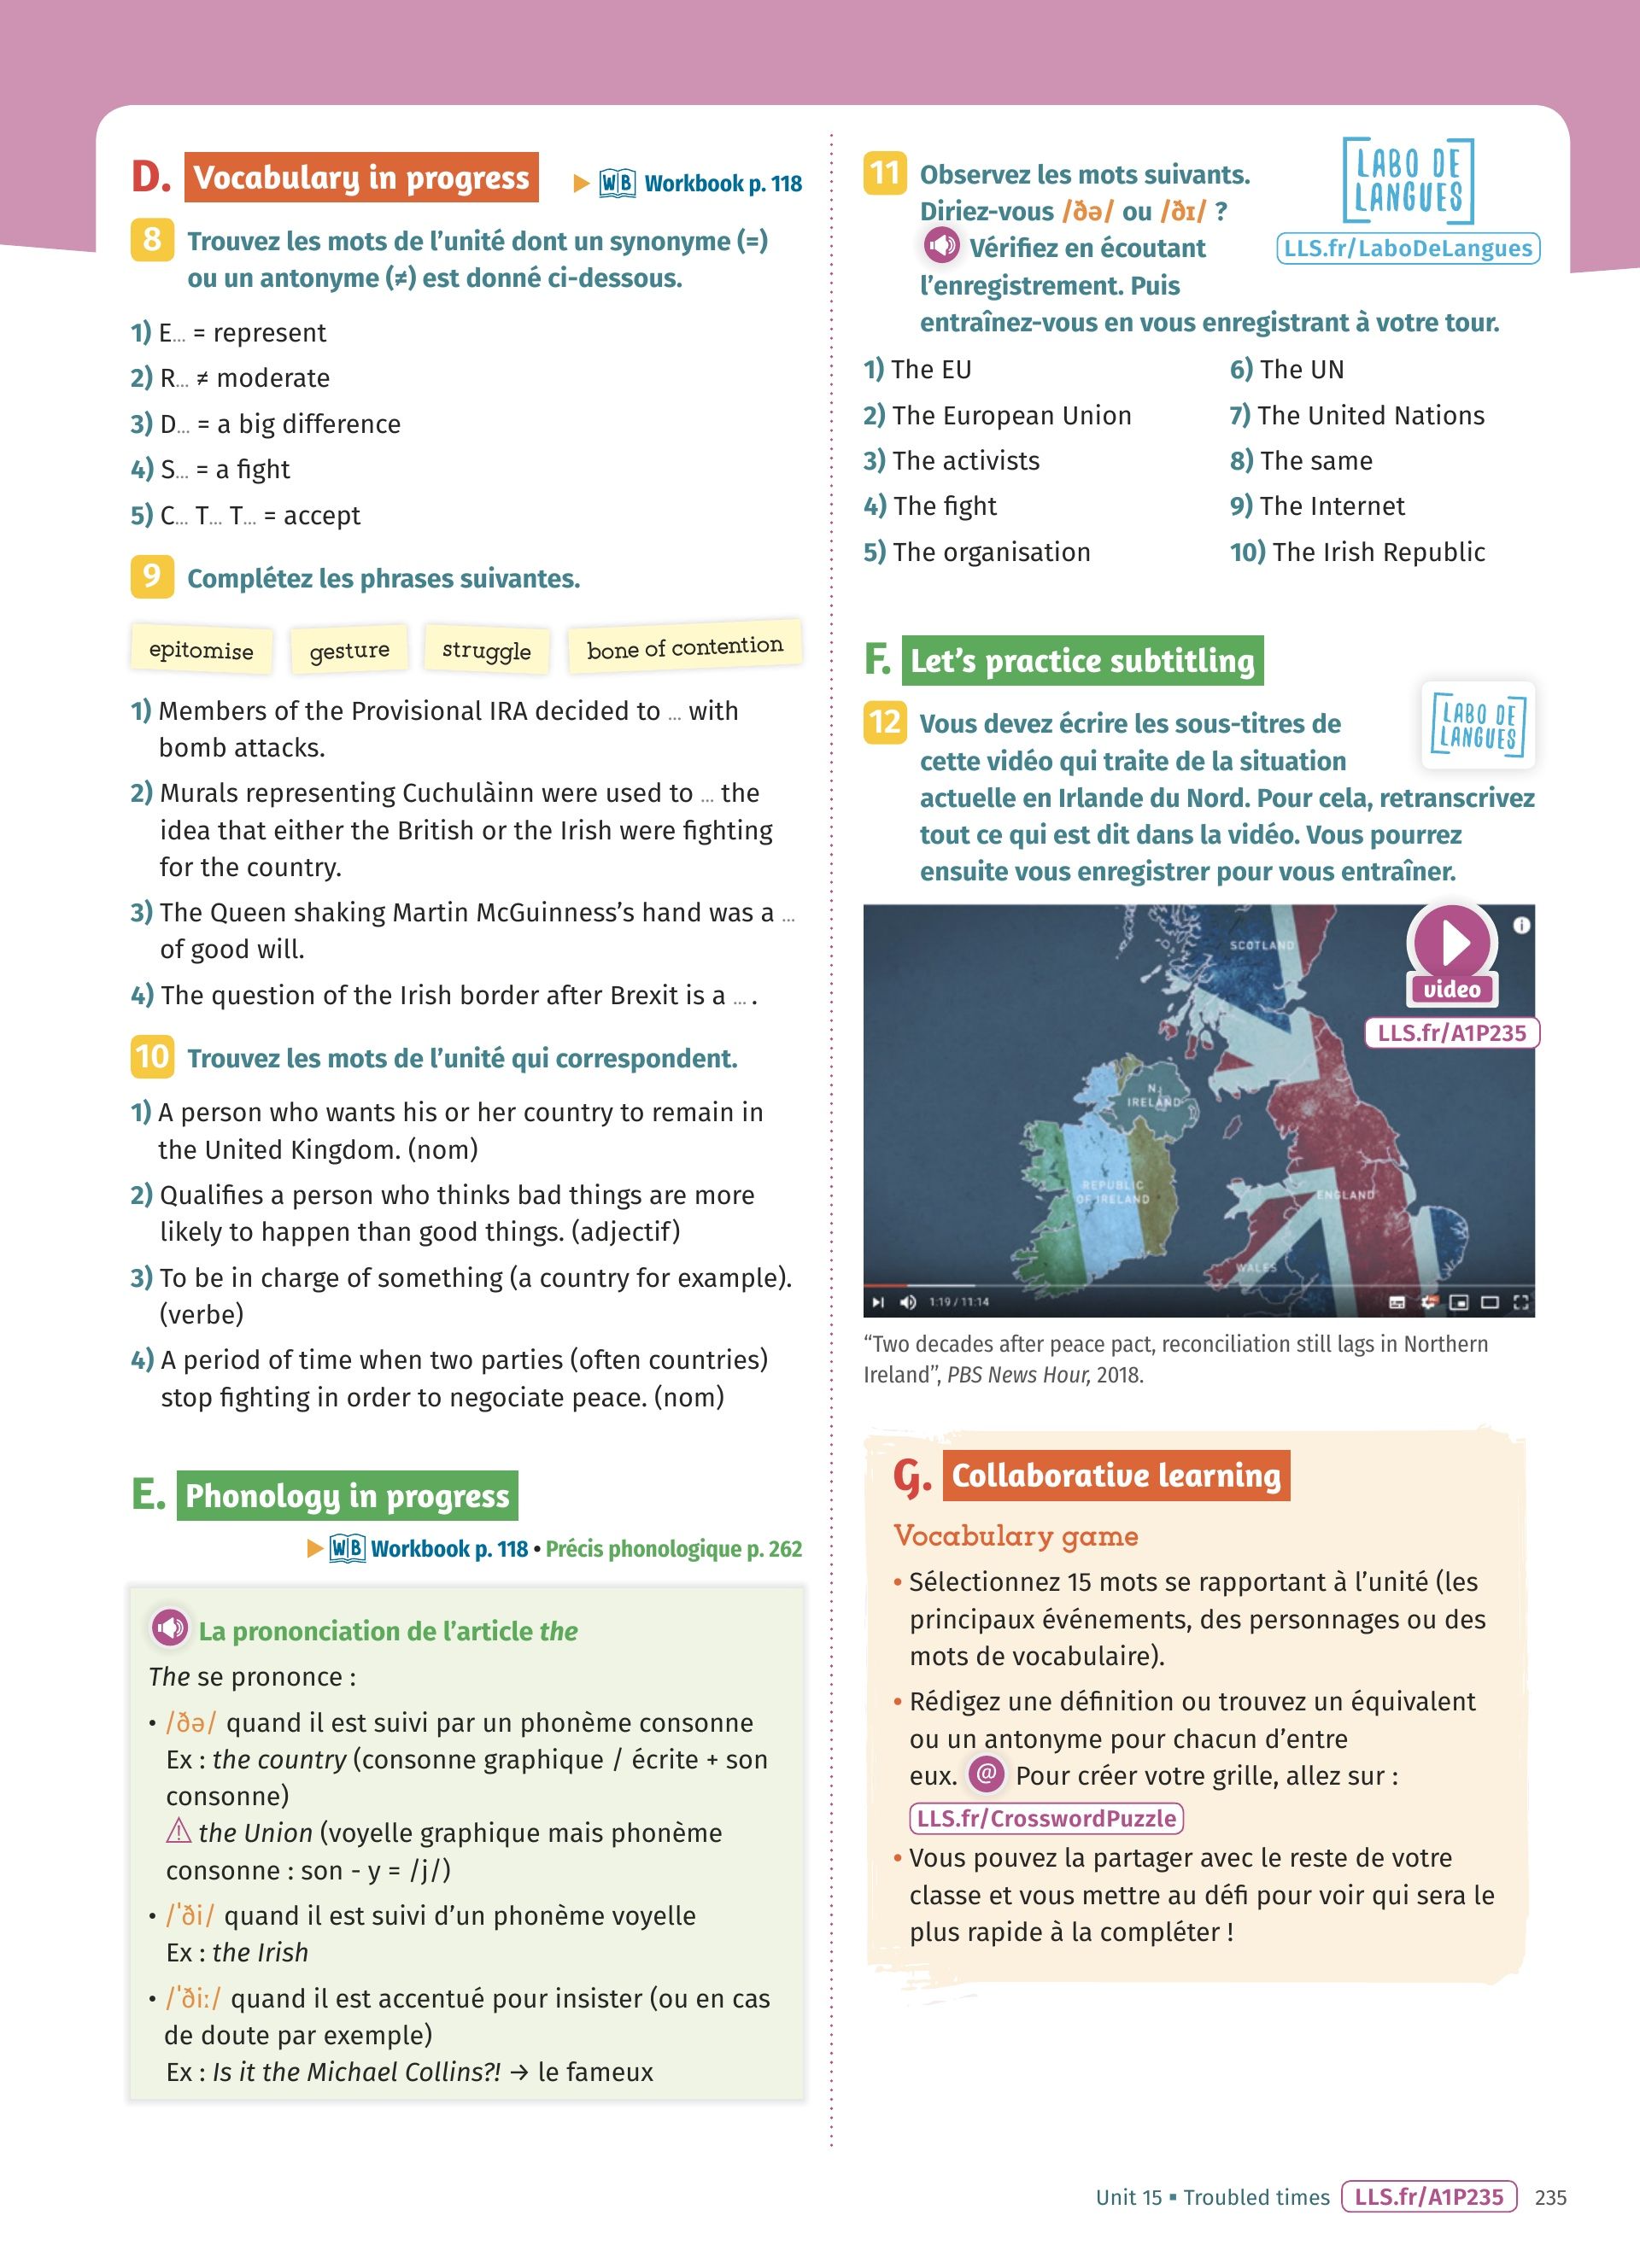 D. Vocabulary in progress
WB Workbook p. 118
8 Trouvez les mots de l’unité dont un synonyme (=)
ou un antonyme (≠) est donné ci-dessous.
1) E... = represent
2) R... ≠ moderate
3) D... = a big difference
4) S... = a fight
5) C... T... T... = accept
9 Complétez les phrases suivantes.
epitomise gesture struggle bone of contention
1) Members of the Provisional IRA decided to ... with
bomb attacks.
2) Murals representing Cuchulàinn were used to ... the
idea that either the British or the Irish were fighting
for the country.
3) The Queen shaking Martin McGuinness’s hand was a ...
of good will.
4) The question of the Irish border after Brexit is a ... .
10 Trouvez les mots de l’unité qui correspondent.
1) A person who wants his or her country to remain in
the United Kingdom. (nom)
2) Qualifies a person who thinks bad things are more
likely to happen than good things. (adjectif)
3) To be in charge of something (a country for example).
(verbe)
4) A period of time when two parties (often countries)
stop fighting in order to negociate peace. (nom)
E. Phonology in progress
WB Workbook p. 118 • Précis phonologique p. 262
La prononciation de l’article the
The se prononce :
• /ðə/ quand il est suivi par un phonème consonne
Ex : the country (consonne graphique / écrite + son
consonne)
⚠ the Union (voyelle graphique mais phonème
consonne : son - y = /j/)
• /ˈði/ quand il est suivi d’un phonème voyelle
Ex : the Irish
• /ˈðiː/ quand il est accentué pour insister (ou en cas
de doute par exemple)
Ex : Is it the Michael Collins?! → le fameux
11 Observez les mots suivants.
Diriez-vous /ðə/ ou /ðɪ/ ?
Vérifiez en écoutant
l’enregistrement. Puis
entraînez-vous en vous enregistrant à votre tour.
LABO DE
LANGUES
LLS.fr/LaboDeLangues
1) The EU
2) The European Union
3) The activists
4) The fight
5) The organisation
6) The UN
7) The United Nations
8) The same
9) The Internet
10) The Irish Republic
F. Let’s practice subtitling
12 Vous devez écrire les sous-titres de
cette vidéo qui traite de la situation
actuelle en Irlande du Nord. Pour cela, retranscrivez
tout ce qui est dit dans la vidéo. Vous pourrez
ensuite vous enregistrer pour vous entraîner.
LABO DE
LANGUES
SCOTLAND
video
LLS.fr/A1P235
N.
IRELAND
REPUBLIC
OF IRELAND
ENGLAND
WALES
1:19 / 11:14
“Two decades after peace pact, reconciliation still lags in Northern
Ireland”, PBS News Hour, 2018.
G. Collaborative learning
Vocabulary game
• Sélectionnez 15 mots se rapportant à l’unité (les
principaux événements, des personnages ou des
mots de vocabulaire).
• Rédigez une définition ou trouvez un équivalent
ou un antonyme pour chacun d’entre
eux. @ Pour créer votre grille, allez sur :
LLS.fr/CrosswordPuzzle
• Vous pouvez la partager avec le reste de votre
classe et vous mettre au défi pour voir qui sera le
plus rapide à la compléter !
Unit 15 ▪ Troubled times LLS.fr/A1P235 235